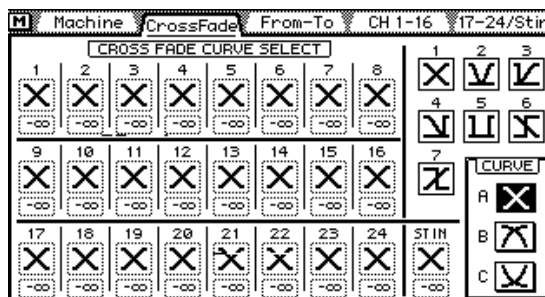 M Machine CrossFade From-To CH 1-16 17-24/Stin
CROSS FADE CURVE SELECT
1 2 3 4 5 6 7 8
-∞ -∞ -∞ -∞ -∞ -∞ -∞ -∞
9 10 11 12 13 14 15 16
-∞ -∞ -∞ -∞ -∞ -∞ -∞ -∞
17 18 19 20 21 22 23 24 ST IN
-∞ -∞ -∞ -∞ -∞ -∞ -∞ -∞ -∞
1 2 3
4 5 6
7
CURVE
A
B
C